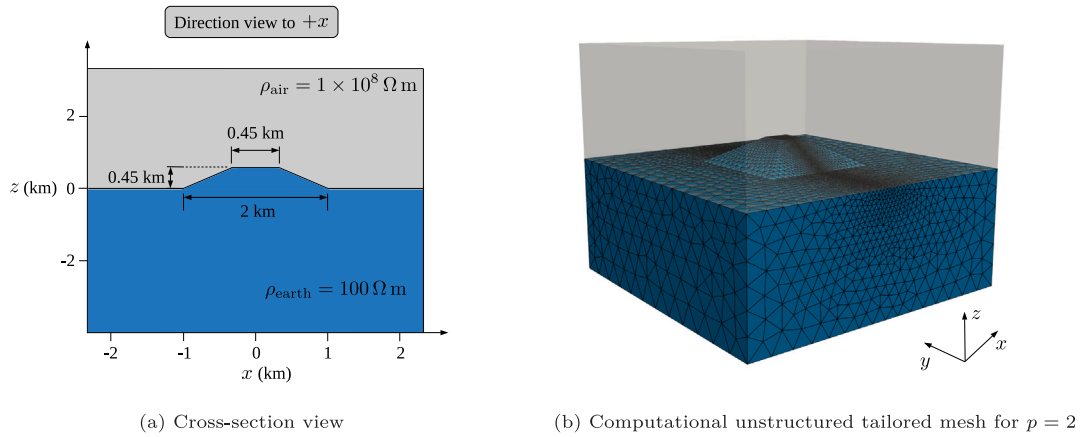 Direction view to +x
ρ_air = 1 × 10^8 Ω m
2
0.45 km
0.45 km
z (km)
0
2 km
-2
ρ_earth = 100 Ω m
-2
-1
0
1
2
x (km)
z
x
y
(a) Cross-section view
(b) Computational unstructured tailored mesh for p = 2